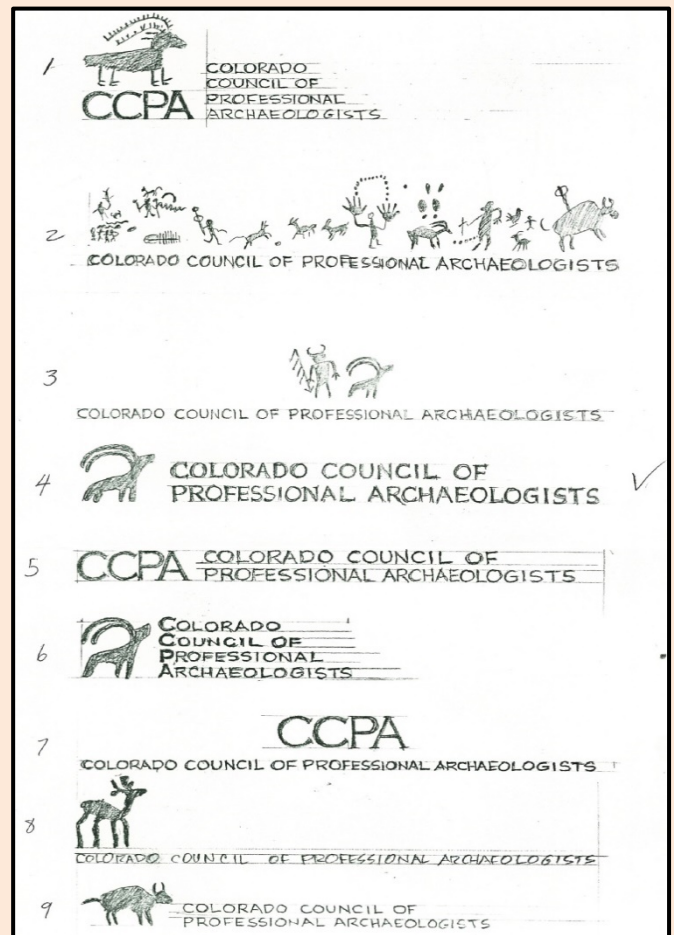 1
COLORADO
COUNCIL OF
CCPA PROFESSIONAL
ARCHAEOLOGISTS
2
COLORADO COUNCIL OF PROFESSIONAL ARCHAEOLOGISTS
3
COLORADO COUNCIL OF PROFESSIONAL ARCHAEOLOGISTS
4 COLORADO COUNCIL OF
PROFESSIONAL ARCHAEOLOGISTS
5 CCPA COLORADO COUNCIL OF
PROFESSIONAL ARCHAEOLOGISTS
COLORADO
COUNCIL OF
6 PROFESSIONAL
ARCHAEOLOGISTS
7 CCPA
COLORADO COUNCIL OF PROFESSIONAL ARCHAEOLOGISTS
8
COLORADO COUNCIL OF PROFESSIONAL ARCHAEOLOGISTS
9 COLORADO COUNCIL OF
PROFESSIONAL ARCHAEOLOGISTS